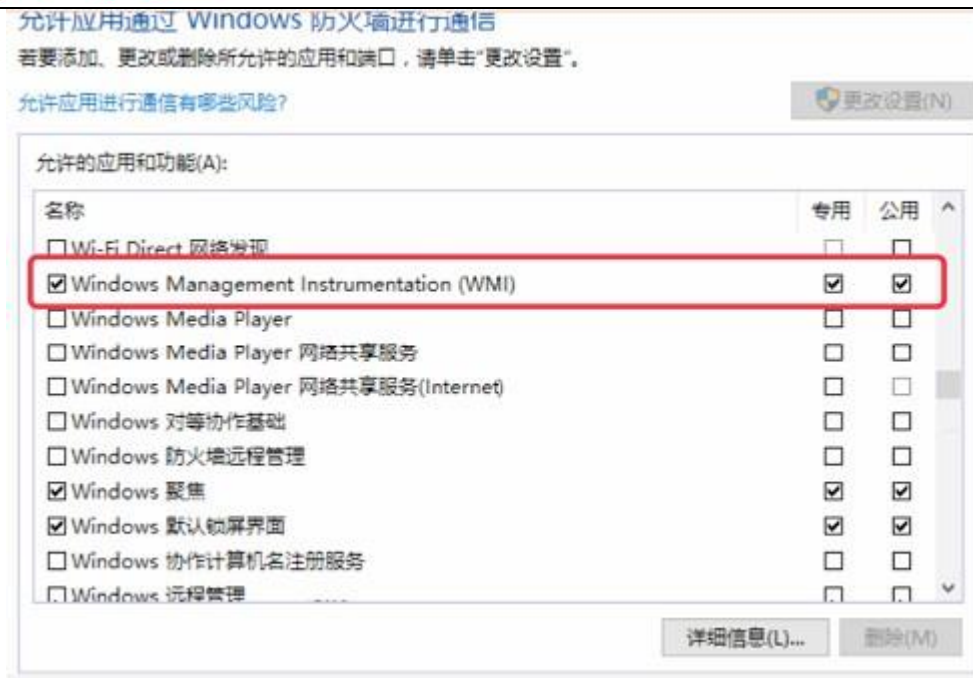 允许应用通过 Windows 防火墙进行通信
若要添加、更改或删除所允许的应用和端口，请单击"更改设置"。
允许应用进行通信有哪些风险?
更改设置(N)
允许的应用和功能(A):
名称 专用 公用
Wi-Fi Direct 网络发现
Windows Management Instrumentation (WMI)
Windows Media Player
Windows Media Player 网络共享服务
Windows Media Player 网络共享服务(Internet)
Windows 对等协作基础
Windows 防火墙远程管理
Windows 聚焦
Windows 默认锁屏界面
Windows 协作计算机名注册服务
Windows 远程管理
详细信息(L)... 删除(M)